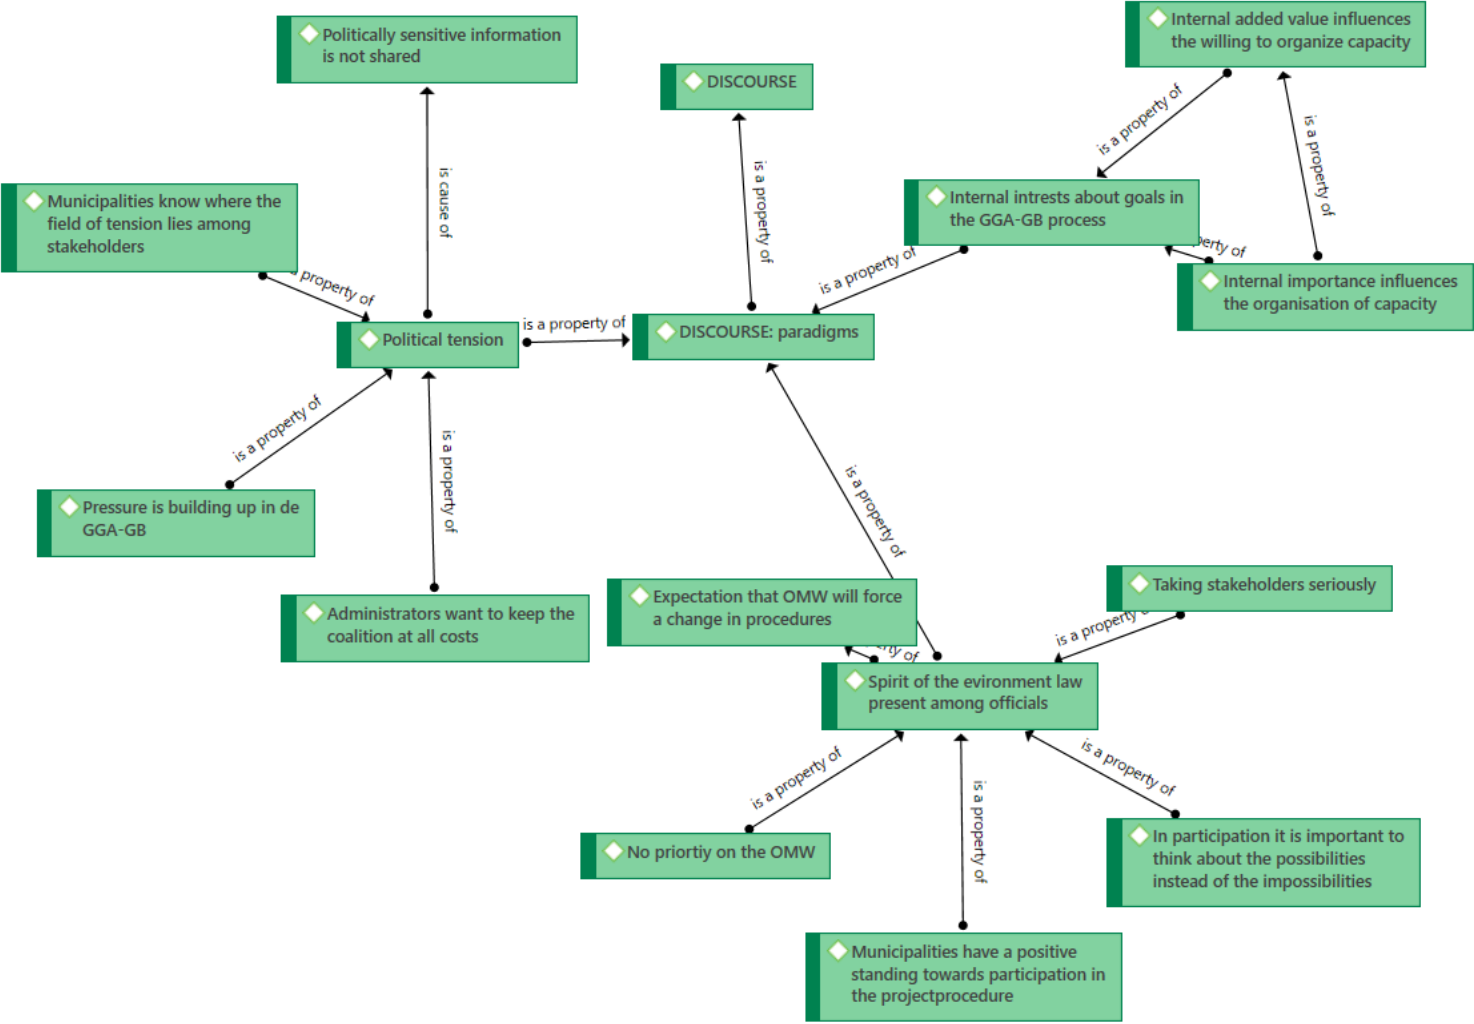 Politically sensitive information
is not shared
DISCOURSE
Internal added value influences
the willing to organize capacity
is a property of
is a property of
is cause of
is a property of
Municipalities know where the
field of tension lies among
stakeholders
Internal intrests about goals in
the GGA-GB process
perty of
Internal importance influences
the organisation of capacity
a property of
is a property of
Political tension
is a property of
DISCOURSE: paradigms
is a property of
is a property of
is a property of
Pressure is building up in de
GGA-GB
Administrators want to keep the
coalition at all costs
Expectation that OMW will force
a change in procedures
Taking stakeholders seriously
is a property
rty of
Spirit of the evironment law
present among officials
is a property of
is a property of
is a property of
No priortiy on the OMW
In participation it is important to
think about the possibilities
instead of the impossibilities
Municipalities have a positive
standing towards participation in
the projectprocedure